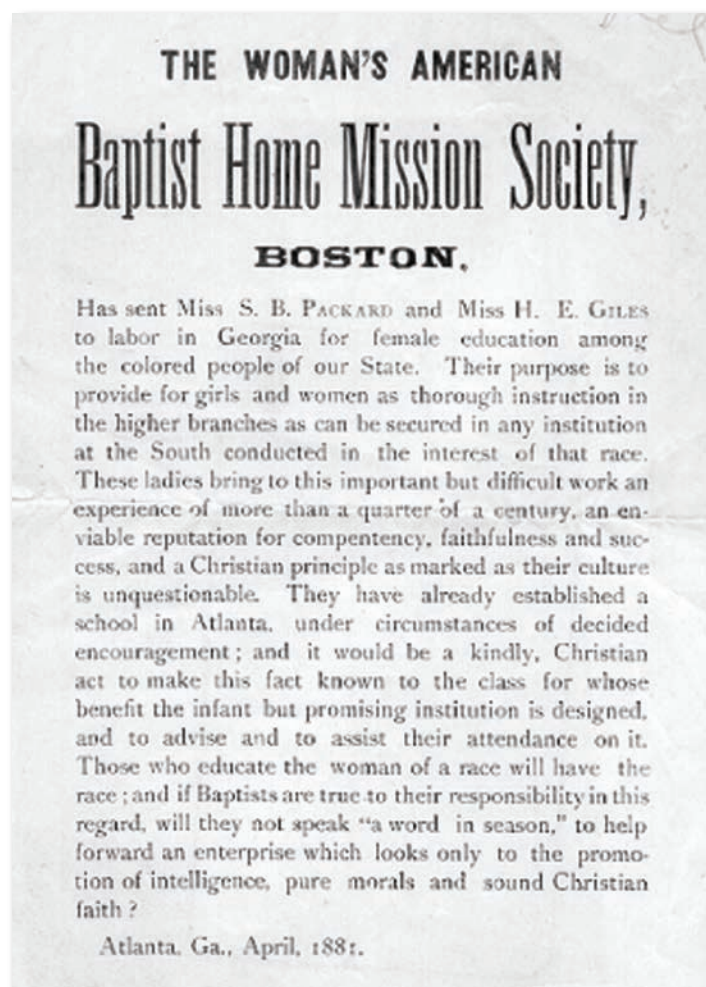 THE WOMAN'S AMERICAN
Baptist Home Mission Society,
BOSTON.
Has sent Miss S. B. PACKARD and Miss H. E. GILES
to labor in Georgia for female education among
the colored people of our State. Their purpose is to
provide for girls and women as thorough instruction in
the higher branches as can be secured in any institution
at the South conducted in the interest of that race.
These ladies bring to this important but difficult work an
experience of more than a quarter of a century, an en-
viable reputation for compentency, faithfulness and suc-
cess, and a Christian principle as marked as their culture
is unquestionable. They have already established a
school in Atlanta, under circumstances of decided
encouragement; and it would be a kindly, Christian
act to make this fact known to the class for whose
benefit the infant but promising institution is designed,
and to advise and to assist their attendance on it.
Those who educate the woman of a race will have the
race; and if Baptists are true to their responsibility in this
regard, will they not speak "a word in season," to help
forward an enterprise which looks only to the promo-
tion of intelligence, pure morals and sound Christian
faith?
Atlanta, Ga., April, 1881.